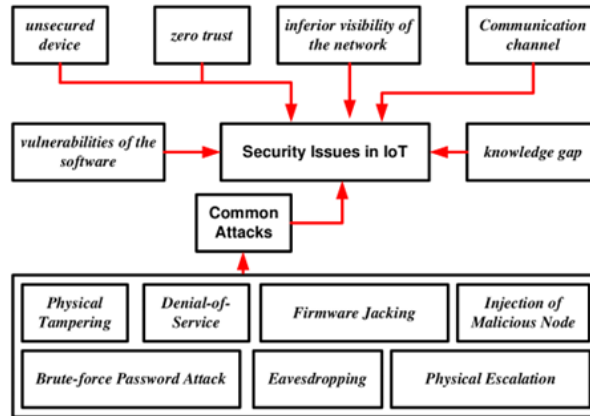 unsecured
device
zero trust
inferior visibility
of the network
Communication
channel
vulnerabilities of the
software
Security Issues in IoT
knowledge gap
Common
Attacks
Physical
Tampering
Denial-of-
Service
Firmware Jacking
Injection of
Malicious Node
Brute-force Password Attack
Eavesdropping
Physical Escalation